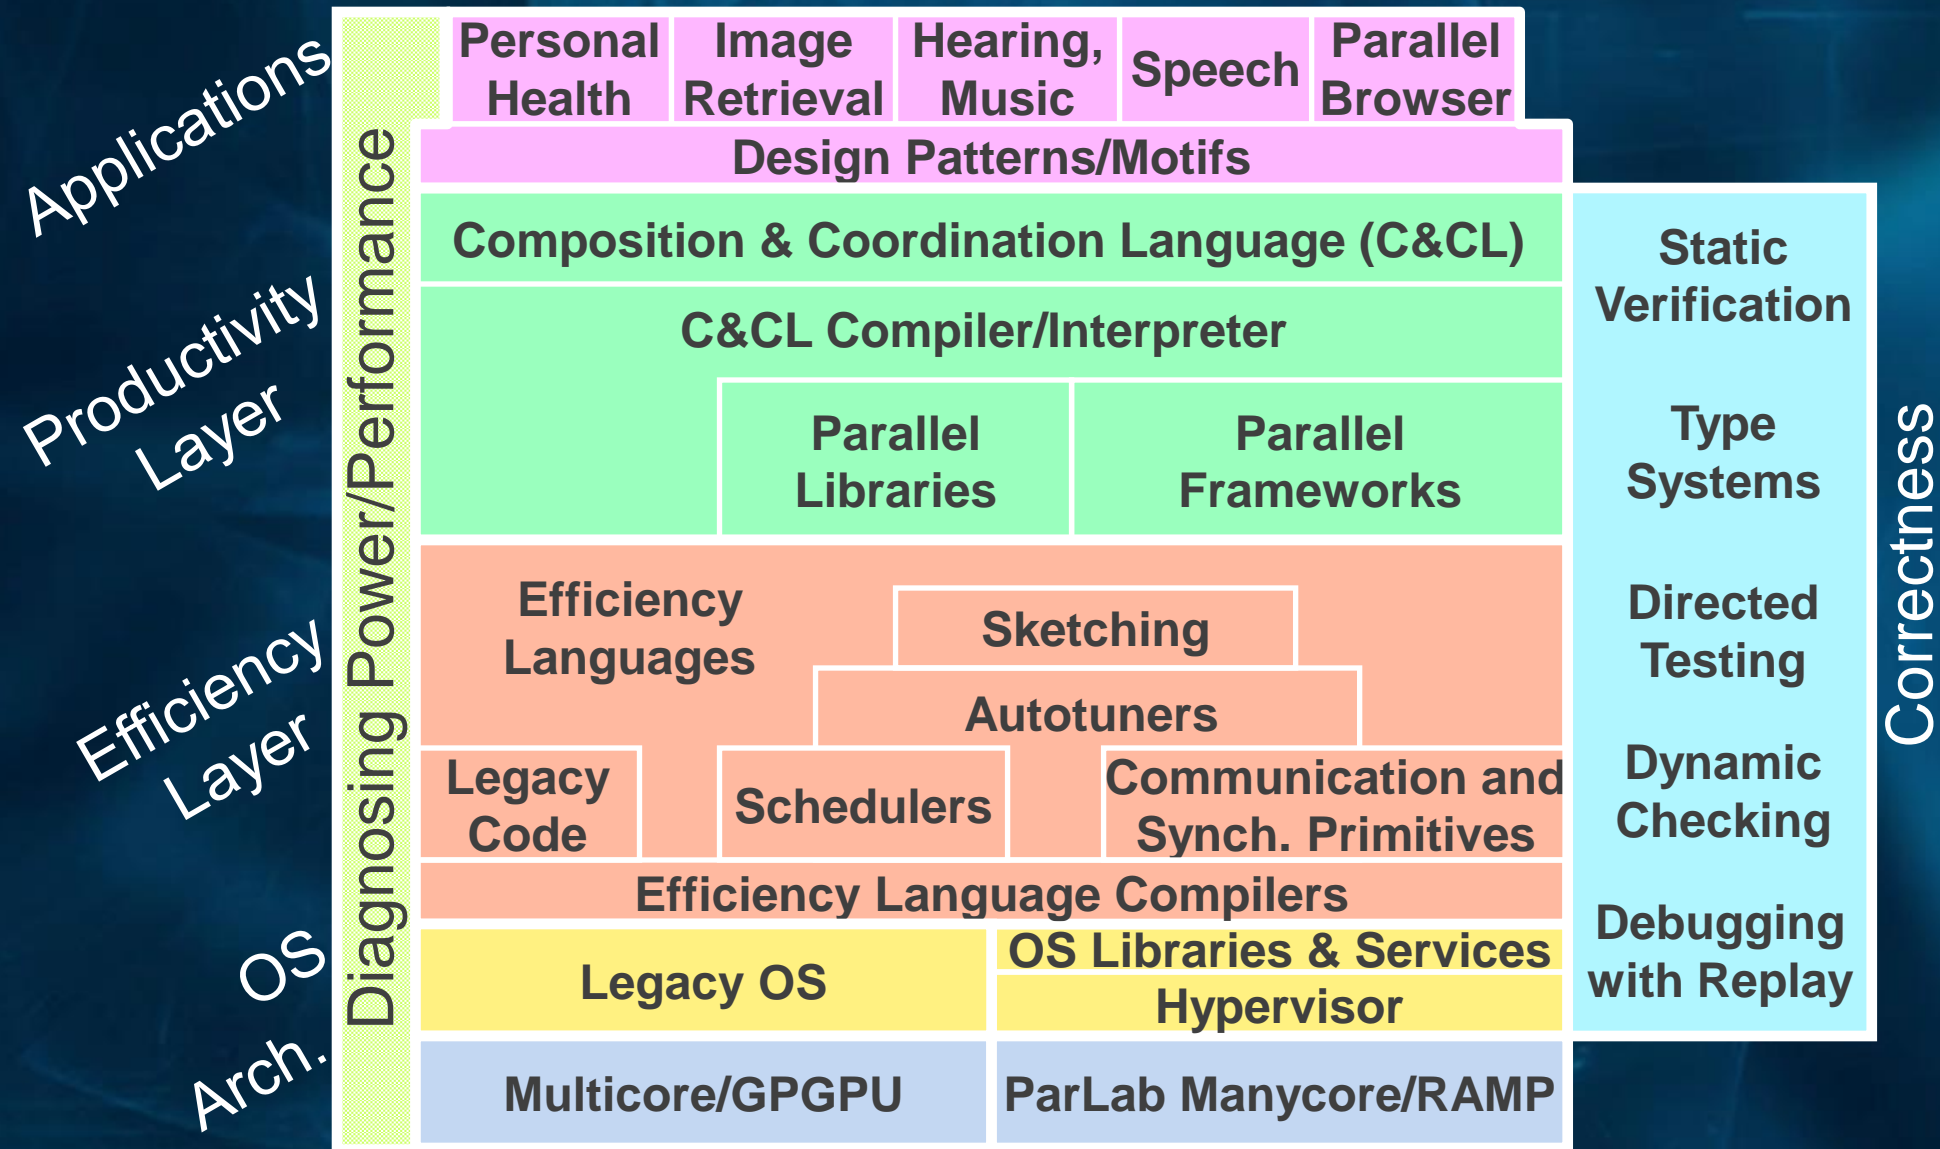 Applications
Productivity
Layer
Efficiency
Layer
OS
Arch.
Diagnosing Power/Performance
Personal
Health
Image
Retrieval
Hearing,
Music
Speech
Parallel
Browser
Design Patterns/Motifs
Composition & Coordination Language (C&CL)
C&CL Compiler/Interpreter
Parallel
Libraries
Parallel
Frameworks
Efficiency
Languages
Sketching
Autotuners
Legacy
Code
Schedulers
Communication and
Synch. Primitives
Efficiency Language Compilers
Legacy OS
OS Libraries & Services
Hypervisor
Multicore/GPGPU
ParLab Manycore/RAMP
Static
Verification
Type
Systems
Directed
Testing
Dynamic
Checking
Debugging
with Replay
Correctness